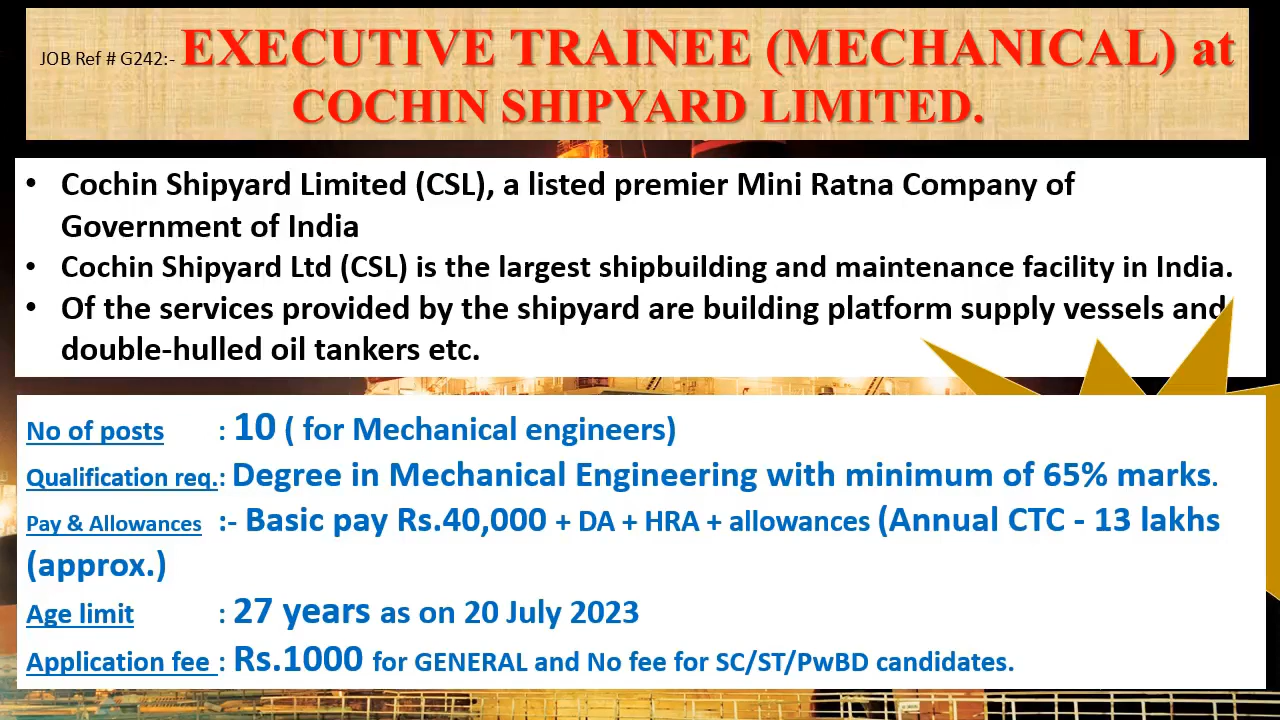 JOB Ref # G242:- EXECUTIVE TRAINEE (MECHANICAL) at
COCHIN SHIPYARD LIMITED.
• Cochin Shipyard Limited (CSL), a listed premier Mini Ratna Company of
Government of India
• Cochin Shipyard Ltd (CSL) is the largest shipbuilding and maintenance facility in India.
• Of the services provided by the shipyard are building platform supply vessels and
double-hulled oil tankers etc.
No of posts : 10 ( for Mechanical engineers)
Qualification req.: Degree in Mechanical Engineering with minimum of 65% marks.
Pay & Allowances :- Basic pay Rs.40,000 + DA + HRA + allowances (Annual CTC - 13 lakhs
(approx.)
Age limit : 27 years as on 20 July 2023
Application fee : Rs.1000 for GENERAL and No fee for SC/ST/PwBD candidates.